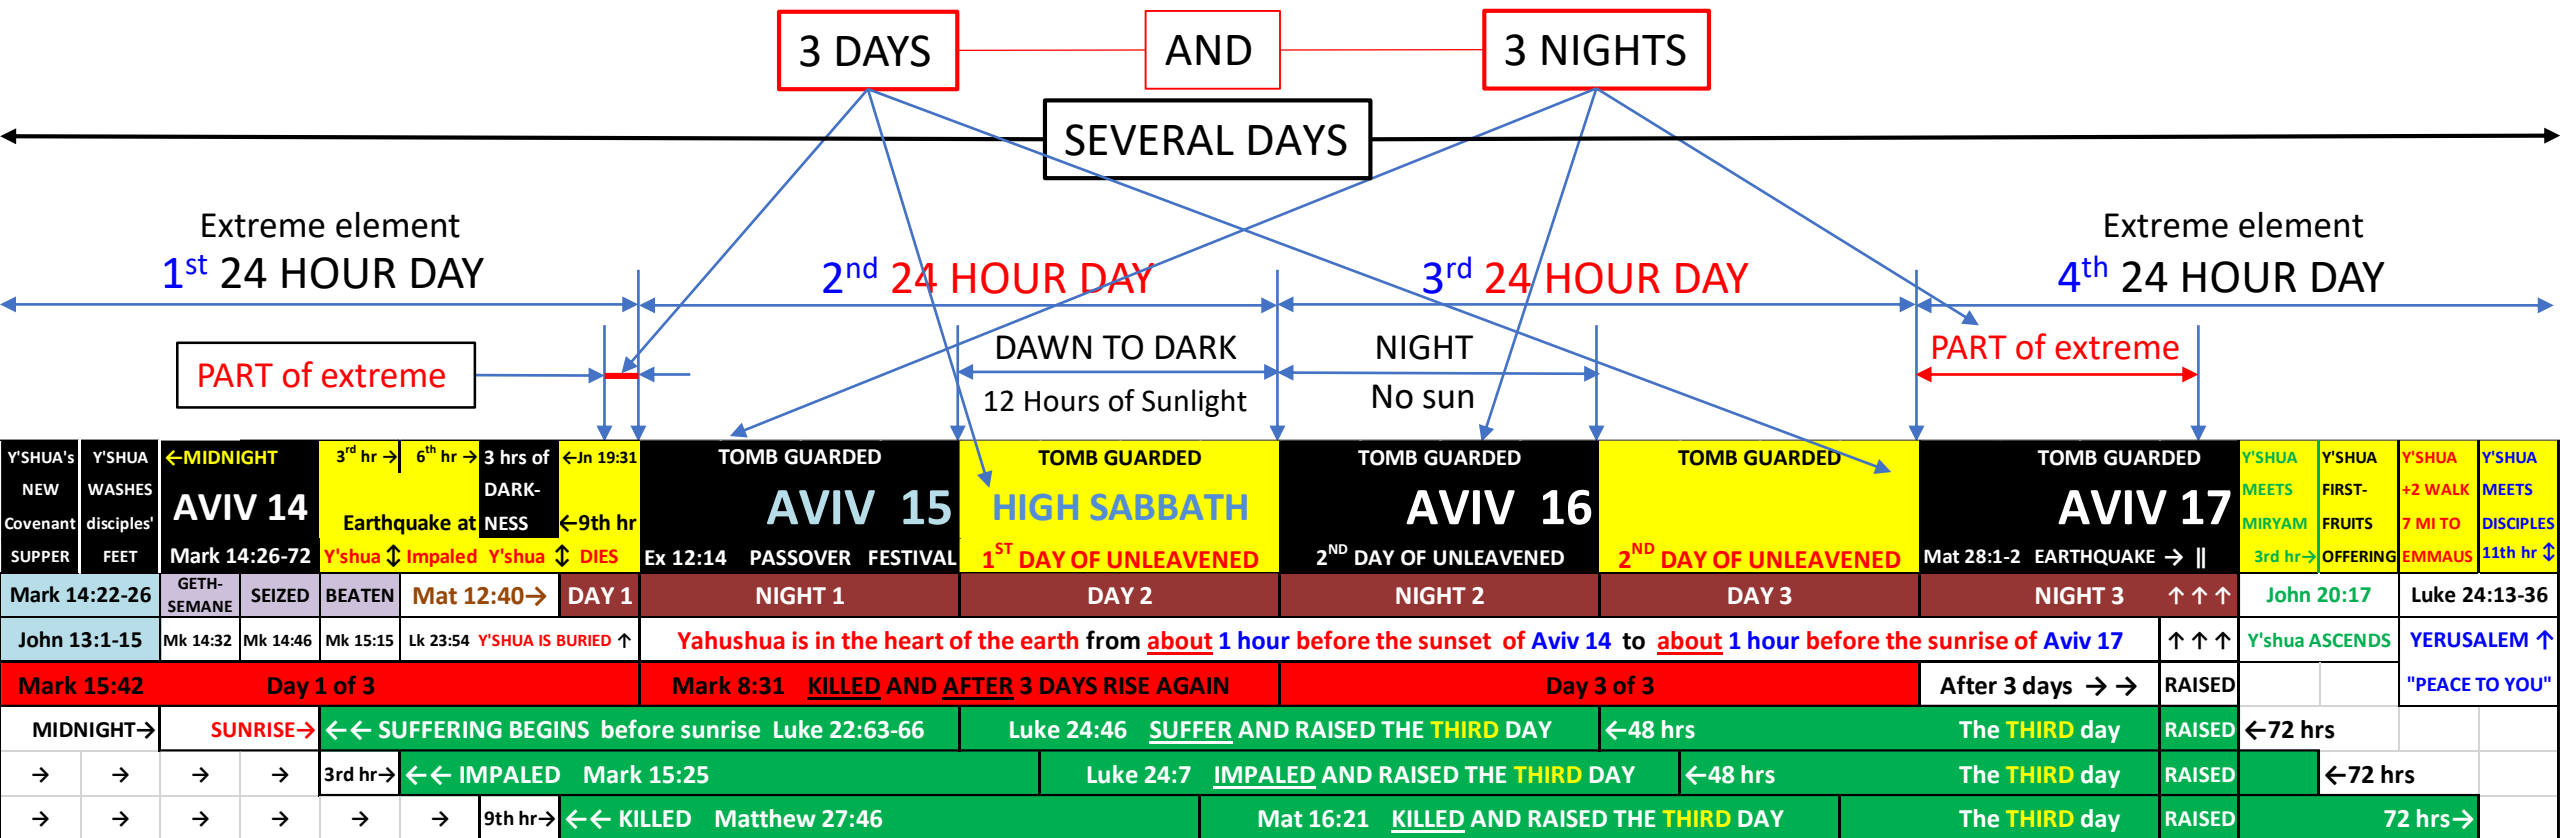 3 DAYS AND 3 NIGHTS
SEVERAL DAYS
Extreme element
1st 24 HOUR DAY
2nd 24 HOUR DAY
3rd 24 HOUR DAY
Extreme element
4th 24 HOUR DAY
PART of extreme
DAWN TO DARK
12 Hours of Sunlight
NIGHT
No sun
PART of extreme
Y'SHUA's
NEW
Covenant
SUPPER
Y'SHUA
WASHES
disciples'
FEET
←MIDNIGHT
AVIV 14
Mark 14:26-72
3rd hr →
6th hr →
3 hrs of
DARK-
NESS
←Jn 19:31
Earthquake at
←9th hr
Y'shua ↕ Impaled Y'shua ↕ DIES
TOMB GUARDED
AVIV 15
Ex 12:14 PASSOVER FESTIVAL
TOMB GUARDED
HIGH SABBATH
1ST DAY OF UNLEAVENED
TOMB GUARDED
AVIV 16
2ND DAY OF UNLEAVENED
TOMB GUARDED
2ND DAY OF UNLEAVENED
TOMB GUARDED
AVIV 17
Mat 28:1-2 EARTHQUAKE → ||
Y'SHUA
MEETS
MIRYAM
3rd hr→
Y'SHUA
FIRST-
FRUITS
OFFERING
Y'SHUA
+2 WALK
7 MI TO
EMMAUS
Y'SHUA
MEETS
DISCIPLES
11th hr ↕
Mark 14:22-26
GETH-
SEMANE
SEIZED
BEATEN
Mat 12:40→
DAY 1
NIGHT 1
DAY 2
NIGHT 2
DAY 3
NIGHT 3 ↑ ↑ ↑
John 20:17
Luke 24:13-36
John 13:1-15
Mk 14:32
Mk 14:46
Mk 15:15
Lk 23:54 Y'SHUA IS BURIED ↑
Yahushua is in the heart of the earth from about 1 hour before the sunset of Aviv 14 to about 1 hour before the sunrise of Aviv 17
↑ ↑ ↑
Y'shua ASCENDS
YERUSALEM ↑
Mark 15:42 Day 1 of 3
Mark 8:31 KILLED AND AFTER 3 DAYS RISE AGAIN
Day 3 of 3
After 3 days → →
RAISED
"PEACE TO YOU"
MIDNIGHT→
SUNRISE→
←← SUFFERING BEGINS before sunrise Luke 22:63-66
Luke 24:46 SUFFER AND RAISED THE THIRD DAY
←48 hrs The THIRD day
RAISED
←72 hrs
→ → → →
3rd hr→
←← IMPALED Mark 15:25
Luke 24:7 IMPALED AND RAISED THE THIRD DAY
←48 hrs The THIRD day
RAISED
←72 hrs
→ → → → → →
9th hr→
←← KILLED Matthew 27:46
Mat 16:21 KILLED AND RAISED THE THIRD DAY
The THIRD day
RAISED
72 hrs→